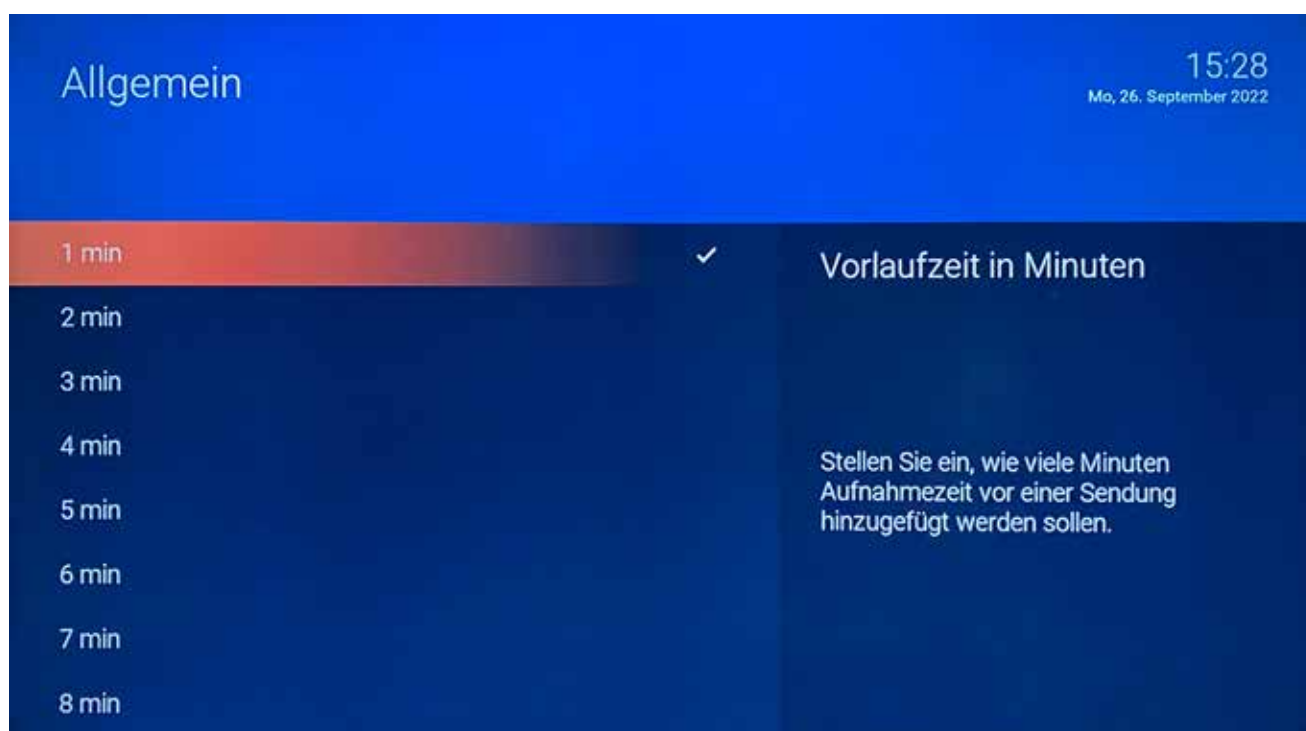 Allgemein
15:28
Mo, 26. September 2022
1 min
2 min
3 min
4 min
5 min
6 min
7 min
8 min
Vorlaufzeit in Minuten
Stellen Sie ein, wie viele Minuten
Aufnahmezeit vor einer Sendung
hinzugefügt werden sollen.